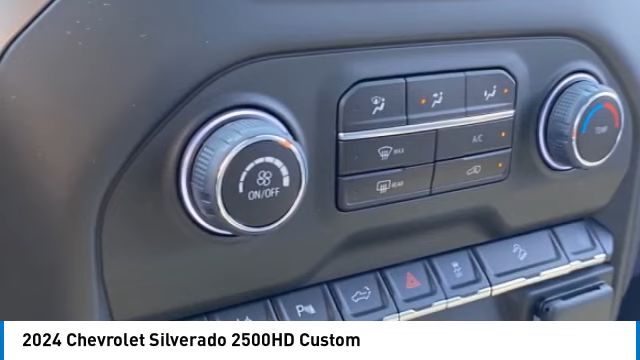 MAX
A/C
TEMP
REAR
ON/OFF
P
2024 Chevrolet Silverado 2500HD Custom